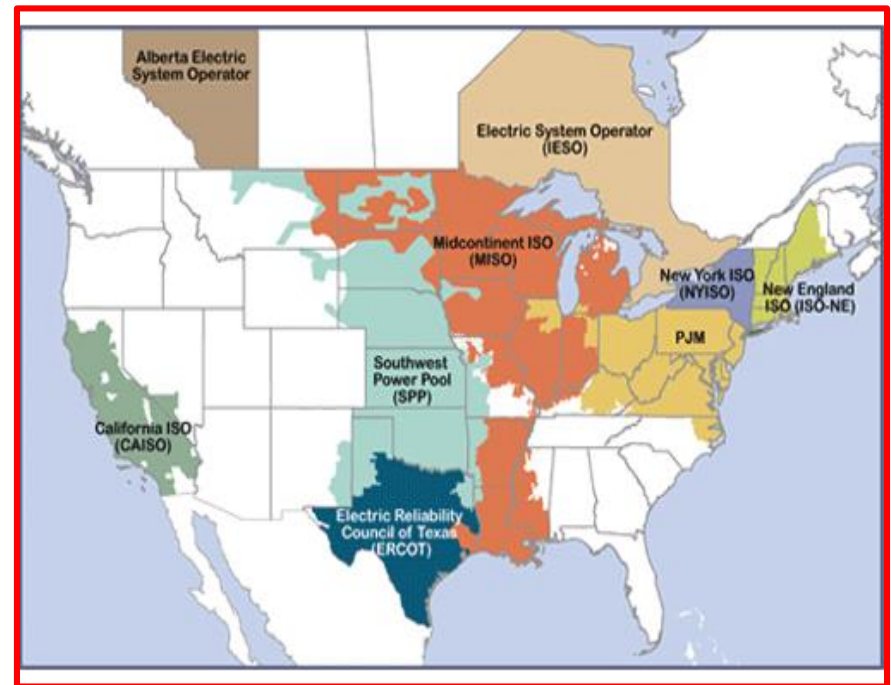 Alberta Electric
System Operator
Electric System Operator
(IESO)
Midcontinent ISO
(MISO)
New York ISO
(NYISO)
New England
ISO (ISO-NE)
PJM
Southwest
Power Pool
(SPP)
California ISO
(CAISO)
Electric Reliability
Council of Texas
(ERCOT)